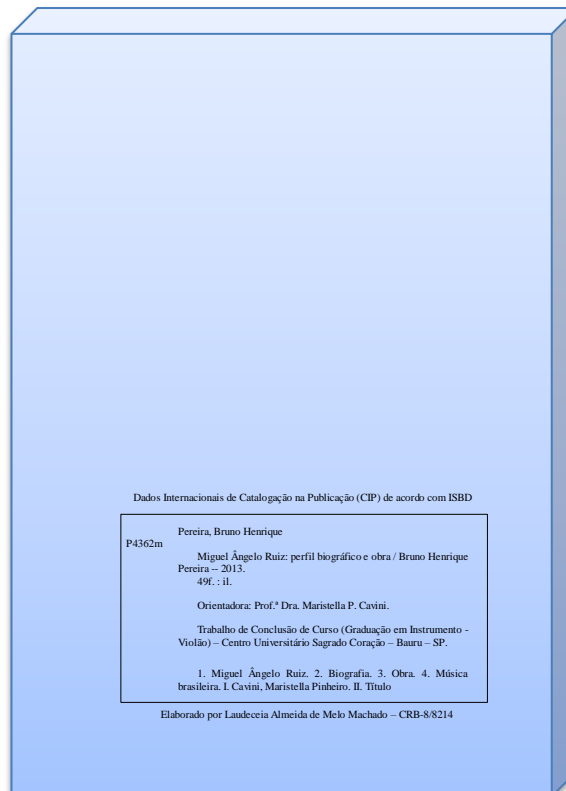 Dados Internacionais de Catalogação na Publicação (CIP) de acordo com ISBD
Pereira, Bruno Henrique
P4362m
Miguel Ângelo Ruiz: perfil biográfico e obra / Bruno Henrique
Pereira -- 2013.
49f. : il.
Orientadora: Prof.ª Dra. Maristella P. Cavini.
Trabalho de Conclusão de Curso (Graduação em Instrumento -
Violão) – Centro Universitário Sagrado Coração – Bauru – SP.
1. Miguel Ângelo Ruiz. 2. Biografia. 3. Obra. 4. Música
brasileira. I. Cavini, Maristella Pinheiro. II. Título
Elaborado por Laudeceia Almeida de Melo Machado – CRB-8/8214